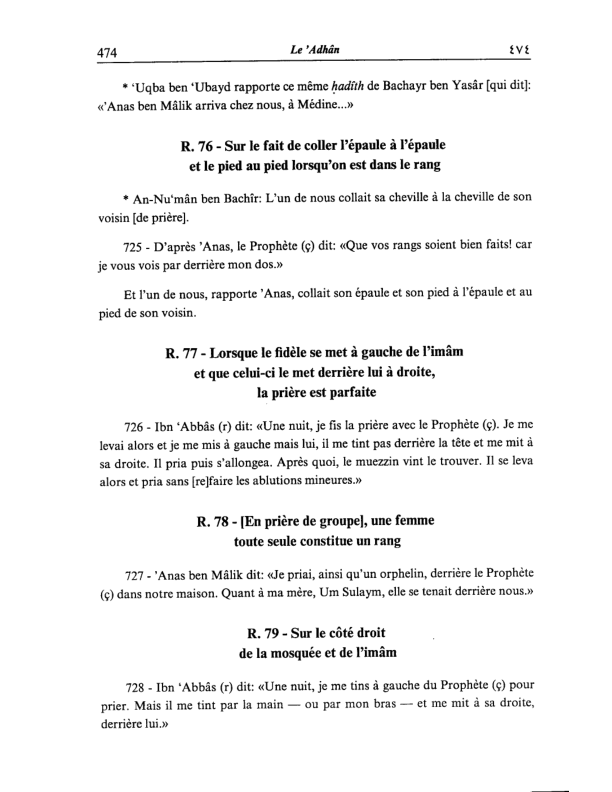 474 Le ’Adhân ٤٧٤
* ‘Uqba ben ‘Ubayd rapporte ce même ḥadîth de Bachayr ben Yasâr [qui dit]:
«’Anas ben Mâlik arriva chez nous, à Médine...»
R. 76 - Sur le fait de coller l’épaule à l’épaule
et le pied au pied lorsqu’on est dans le rang
* An-Nu‘mân ben Bachîr: L’un de nous collait sa cheville à la cheville de son
voisin [de prière].
725 - D’après ’Anas, le Prophète (ç) dit: «Que vos rangs soient bien faits! car
je vous vois par derrière mon dos.»
Et l’un de nous, rapporte ’Anas, collait son épaule et son pied à l’épaule et au
pied de son voisin.
R. 77 - Lorsque le fidèle se met à gauche de l’imâm
et que celui-ci le met derrière lui à droite,
la prière est parfaite
726 - Ibn ‘Abbâs (r) dit: «Une nuit, je fis la prière avec le Prophète (ç). Je me
levai alors et je me mis à gauche mais lui, il me tint pas derrière la tête et me mit à
sa droite. Il pria puis s’allongea. Après quoi, le muezzin vint le trouver. Il se leva
alors et pria sans [re]faire les ablutions mineures.»
R. 78 - [En prière de groupe], une femme
toute seule constitue un rang
727 - ’Anas ben Mâlik dit: «Je priai, ainsi qu’un orphelin, derrière le Prophète
(ç) dans notre maison. Quant à ma mère, Um Sulaym, elle se tenait derrière nous.»
R. 79 - Sur le côté droit
de la mosquée et de l’imâm
728 - Ibn ‘Abbâs (r) dit: «Une nuit, je me tins à gauche du Prophète (ç) pour
prier. Mais il me tint par la main — ou par mon bras — et me mit à sa droite,
derrière lui.»